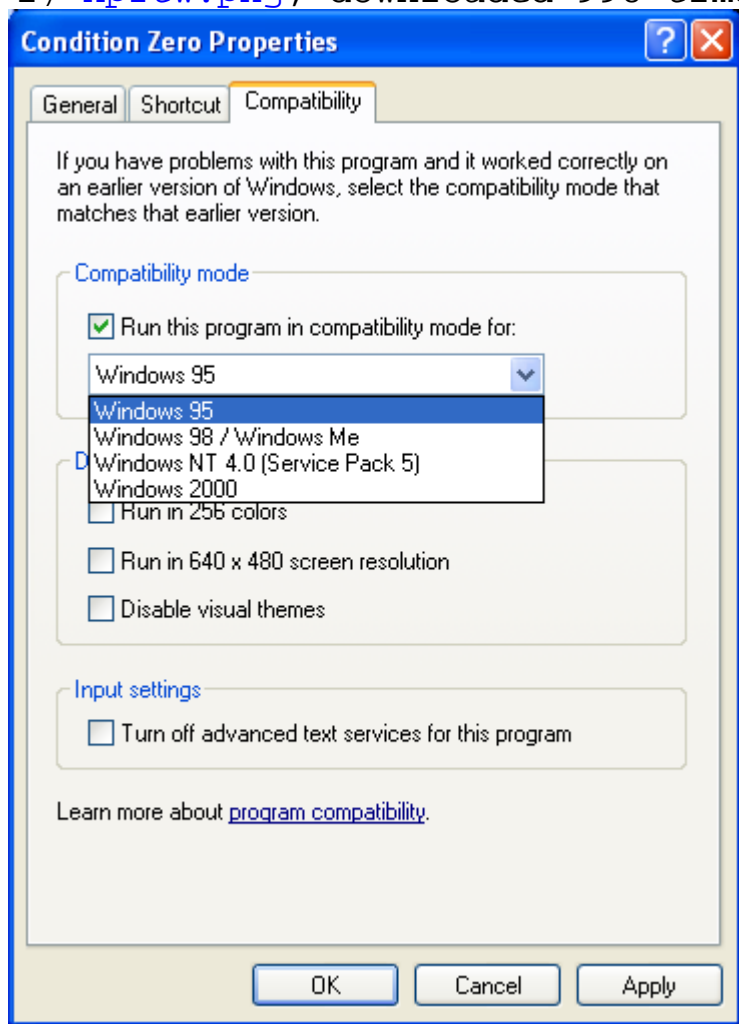 Condition Zero Properties
General Shortcut Compatibility
If you have problems with this program and it worked correctly on
an earlier version of Windows, select the compatibility mode that
matches that earlier version.
Compatibility mode
Run this program in compatibility mode for:
Windows 95
Windows 95
Windows 98 / Windows Me
Windows NT 4.0 (Service Pack 5)
Windows 2000
Run in 256 colors
Run in 640 x 480 screen resolution
Disable visual themes
Input settings
Turn off advanced text services for this program
Learn more about program compatibility.
OK Cancel Apply